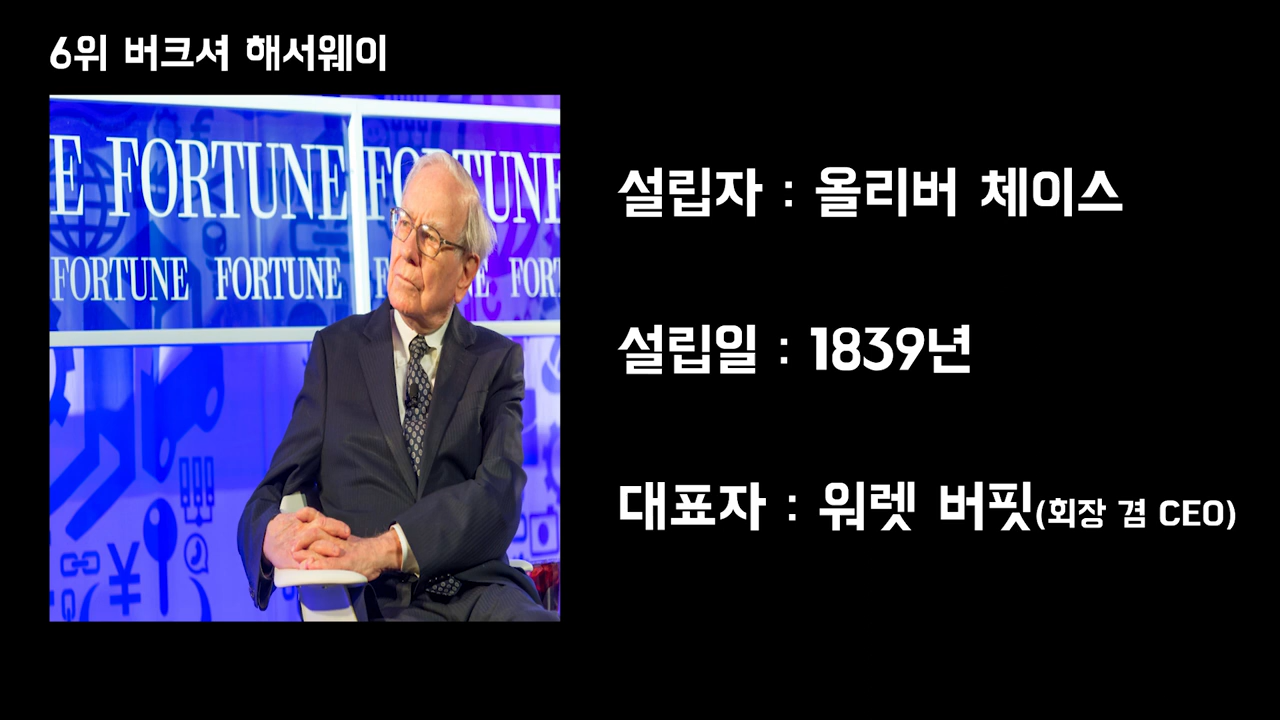 6위 버크셔 해서웨이
E FORTUNE FORTUNE
FORTUNE FORTUNE F NE FORT
설립자 : 올리버 체이스
설립일 : 1839년
대표자 : 워렛 버핏(회장 겸 CEO)